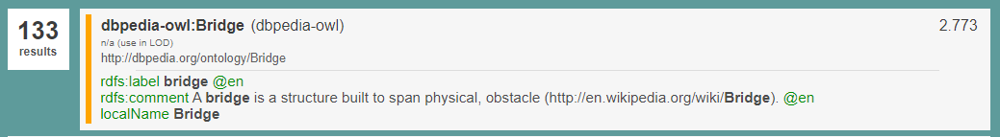 133
results
dbpedia-owl:Bridge (dbpedia-owl)
2.773
n/a (use in LOD)
http://dbpedia.org/ontology/Bridge
rdfs:label bridge @en
rdfs:comment A bridge is a structure built to span physical, obstacle (http://en.wikipedia.org/wiki/Bridge). @en
localName Bridge